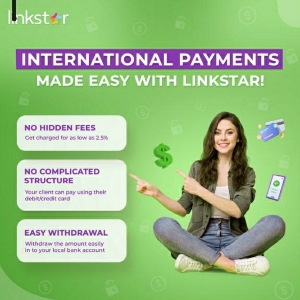 linkstar
INTERNATIONAL PAYMENTS
MADE EASY WITH LINKSTAR!
NO HIDDEN FEES
Get charged for as low as 2.5%
NO COMPLICATED
STRUCTURE
Your client can pay using their
debit/credit card
EASY WITHDRAWAL
Withdraw the amount easily
in to your local bank account